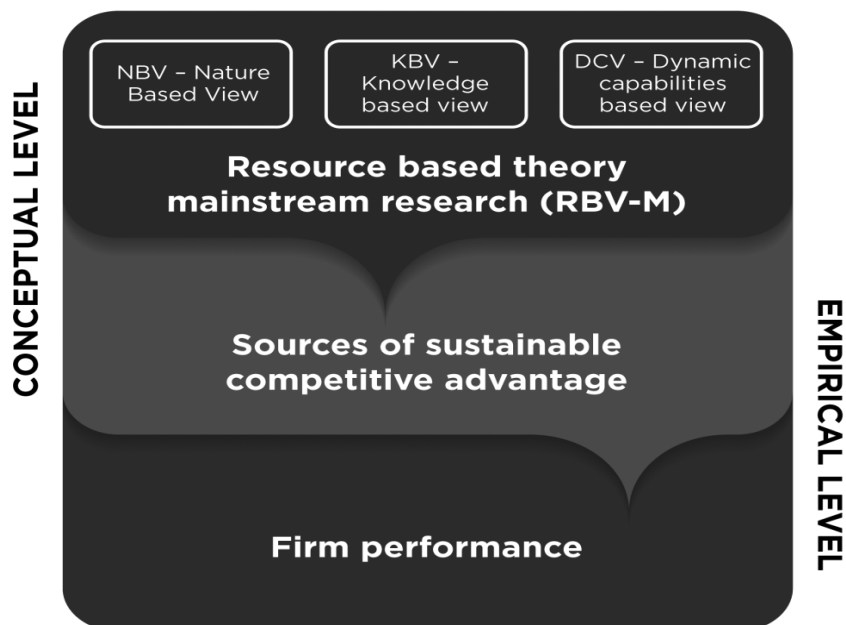 CONCEPTUAL LEVEL
NBV – Nature
Based View
KBV –
Knowledge
based view
DCV – Dynamic
capabilities
based view
Resource based theory
mainstream research (RBV-M)
Sources of sustainable
competitive advantage
Firm performance
EMPIRICAL LEVEL